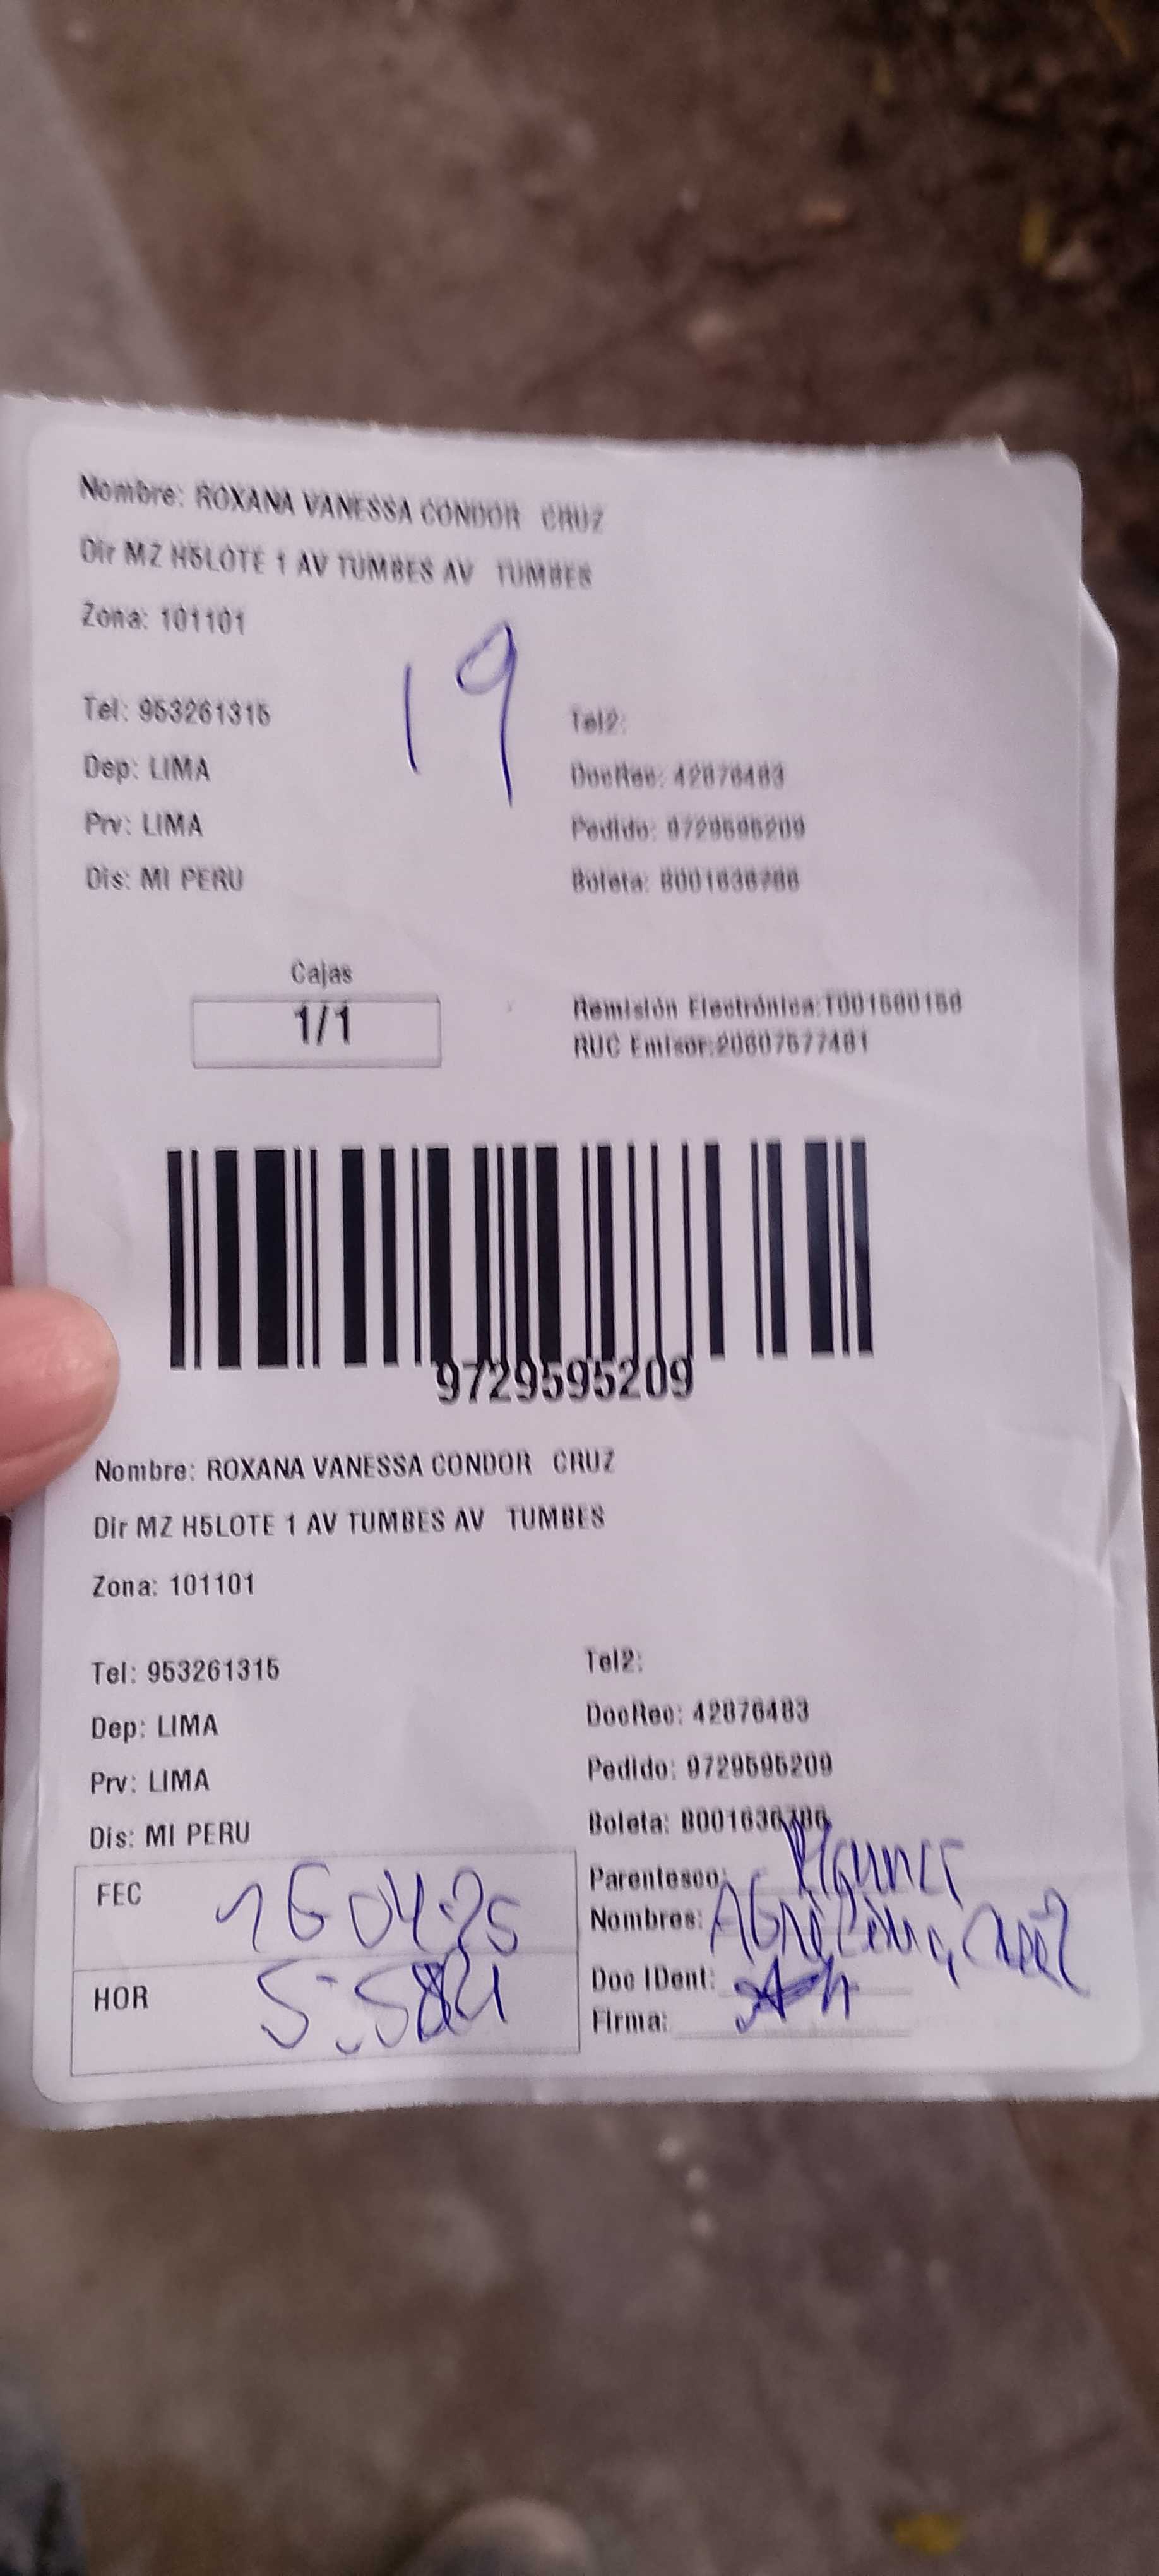 Nombre: ROXANA VANESSA CONDOR CRUZ
Dir MZ H5LOTE 1 AV TUMBES AV TUMBES
Zona: 101101
19
Tel: 953261315 Tel2:
Dep: LIMA DocRec: 42876483
Prv: LIMA Pedido: 9729595209
Dis: MI PERU Boleta: B001636786
Cajas
1/1
Remisión Electrónica:T001580156
RUC Emisor:20607577481
9729595209
Nombre: ROXANA VANESSA CONDOR CRUZ
Dir MZ H5LOTE 1 AV TUMBES AV TUMBES
Zona: 101101
Tel: 953261315 Tel2:
Dep: LIMA DocRec: 42876483
Prv: LIMA Pedido: 9729595209
Dis: MI PERU Boleta: B001636786
FEC 16 04 25
Parentesco:
Nombres:
HOR
Doc IDent:
Firma: